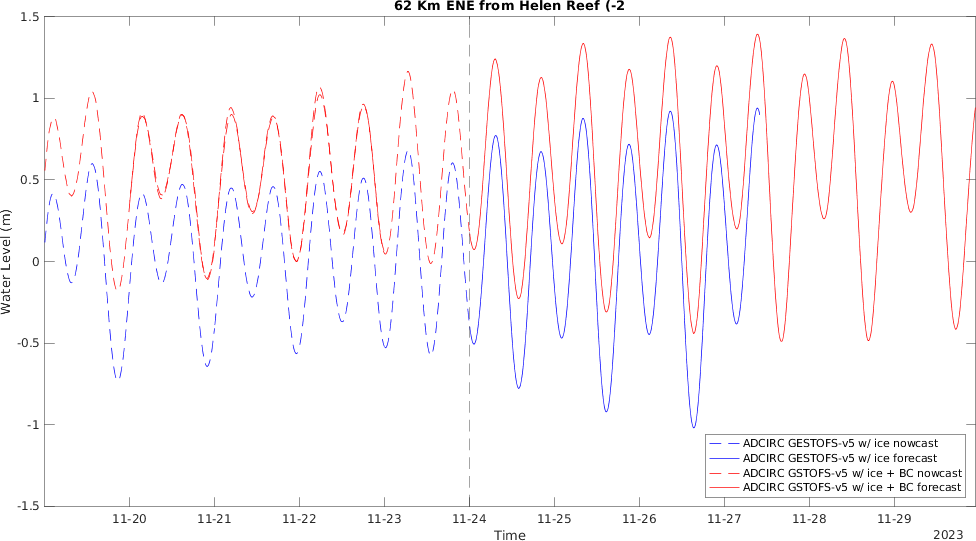 62 Km ENE from Helen Reef (-2
1.5
1
0.5
0
-0.5
-1
-1.5
Water Level (m)
11-20
11-21
11-22
11-23
11-24
11-25
11-26
11-27
11-28
11-29
Time
2023
ADCIRC GESTOFS-v5 w/ ice nowcast
ADCIRC GESTOFS-v5 w/ ice forecast
ADCIRC GSTOFS-v5 w/ ice + BC nowcast
ADCIRC GSTOFS-v5 w/ ice + BC forecast